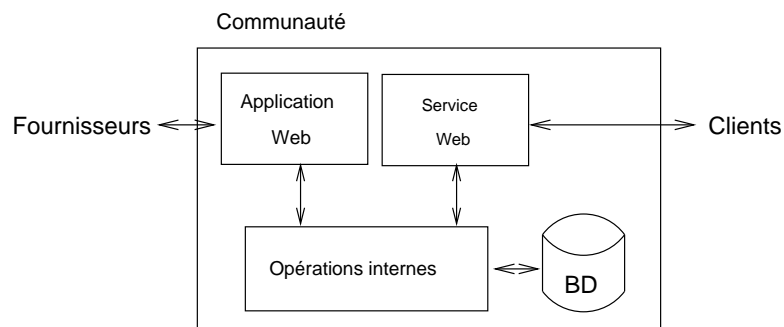 Communauté
Application
Web
Service
Web
Fournisseurs
Clients
Opérations internes
BD